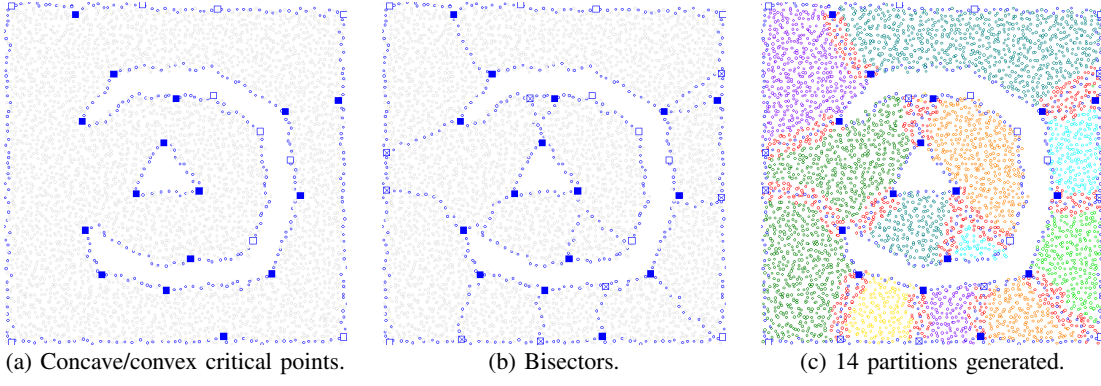 (a) Concave/convex critical points.
(b) Bisectors.
(c) 14 partitions generated.